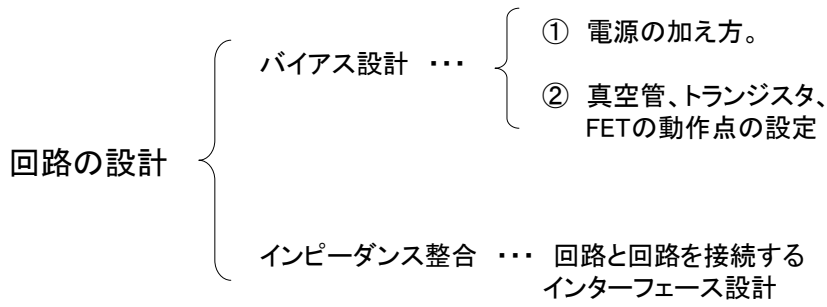 ① 電源の加え方。
バイアス設計 ・・・
② 真空管、トランジスタ、
FETの動作点の設定
回路の設計
インピーダンス整合 ・・・ 回路と回路を接続する
インターフェース設計